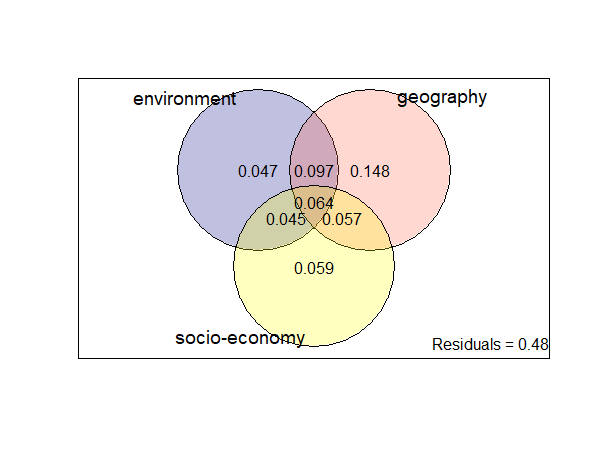 environment
geography
0.047
0.097
0.148
0.064
0.045
0.057
0.059
socio-economy
Residuals = 0.48